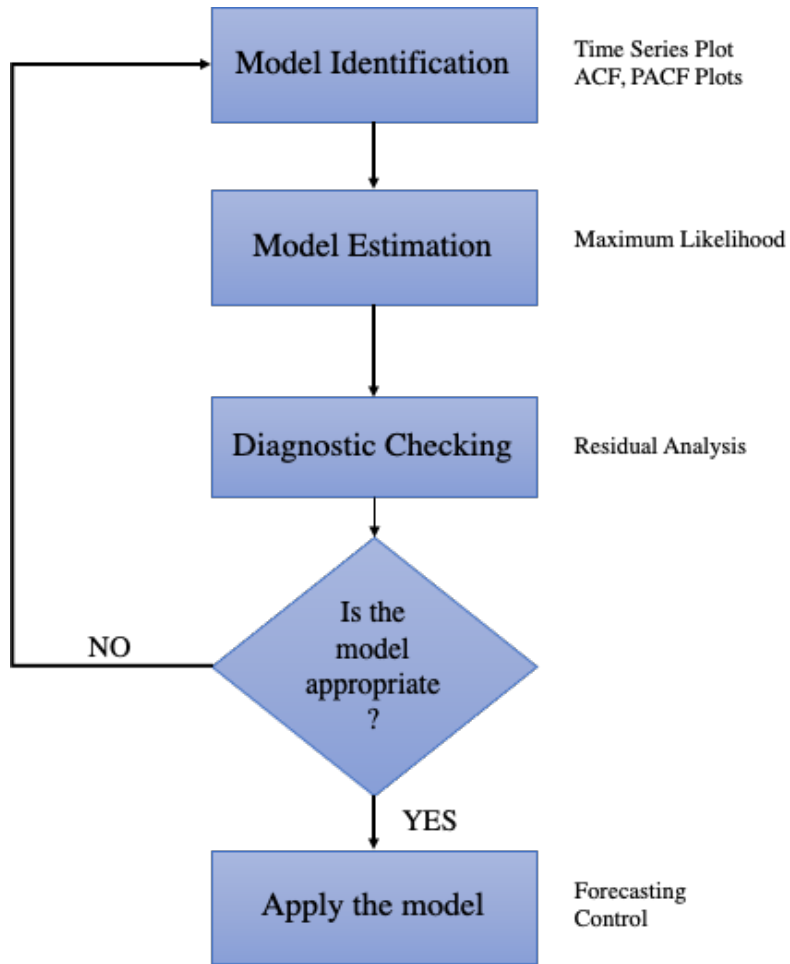 Model Identification
Time Series Plot
ACF, PACF Plots
Model Estimation
Maximum Likelihood
Diagnostic Checking
Residual Analysis
Is the
model
appropriate
?
NO
YES
Apply the model
Forecasting
Control